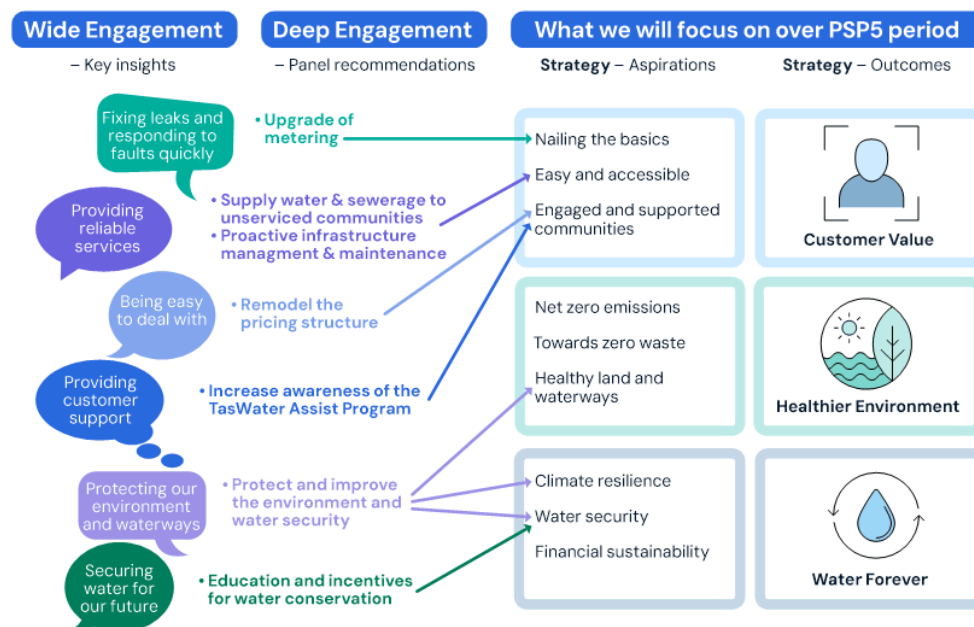 Wide Engagement
– Key insights
Deep Engagement
– Panel recommendations
What we will focus on over PSP5 period
Strategy – Aspirations
Strategy – Outcomes
Fixing leaks and
responding to
faults quickly
• Upgrade of
metering
Providing
reliable
services
• Supply water & sewerage to
unserviced communities
• Proactive infrastructure
managment & maintenance
Being easy
to deal with
• Remodel the
pricing structure
Providing
customer
support
• Increase awareness of the
TasWater Assist Program
Protecting our
environment
and waterways
• Protect and improve
the environment and
water security
Securing
water for
our future
• Education and incentives
for water conservation
Nailing the basics
Easy and accessible
Engaged and supported
communities
Customer Value
Net zero emissions
Towards zero waste
Healthy land and
waterways
Healthier Environment
Climate resilience
Water security
Financial sustainability
Water Forever